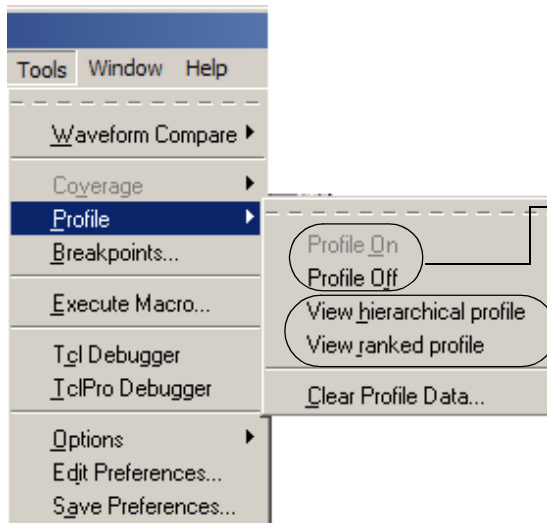 Tools Window Help
Waveform Compare
Coverage
Profile
Breakpoints...
Execute Macro...
Tcl Debugger
TclPro Debugger
Options
Edit Preferences...
Save Preferences...
Profile On
Profile Off
View hierarchical profile
View ranked profile
Clear Profile Data...